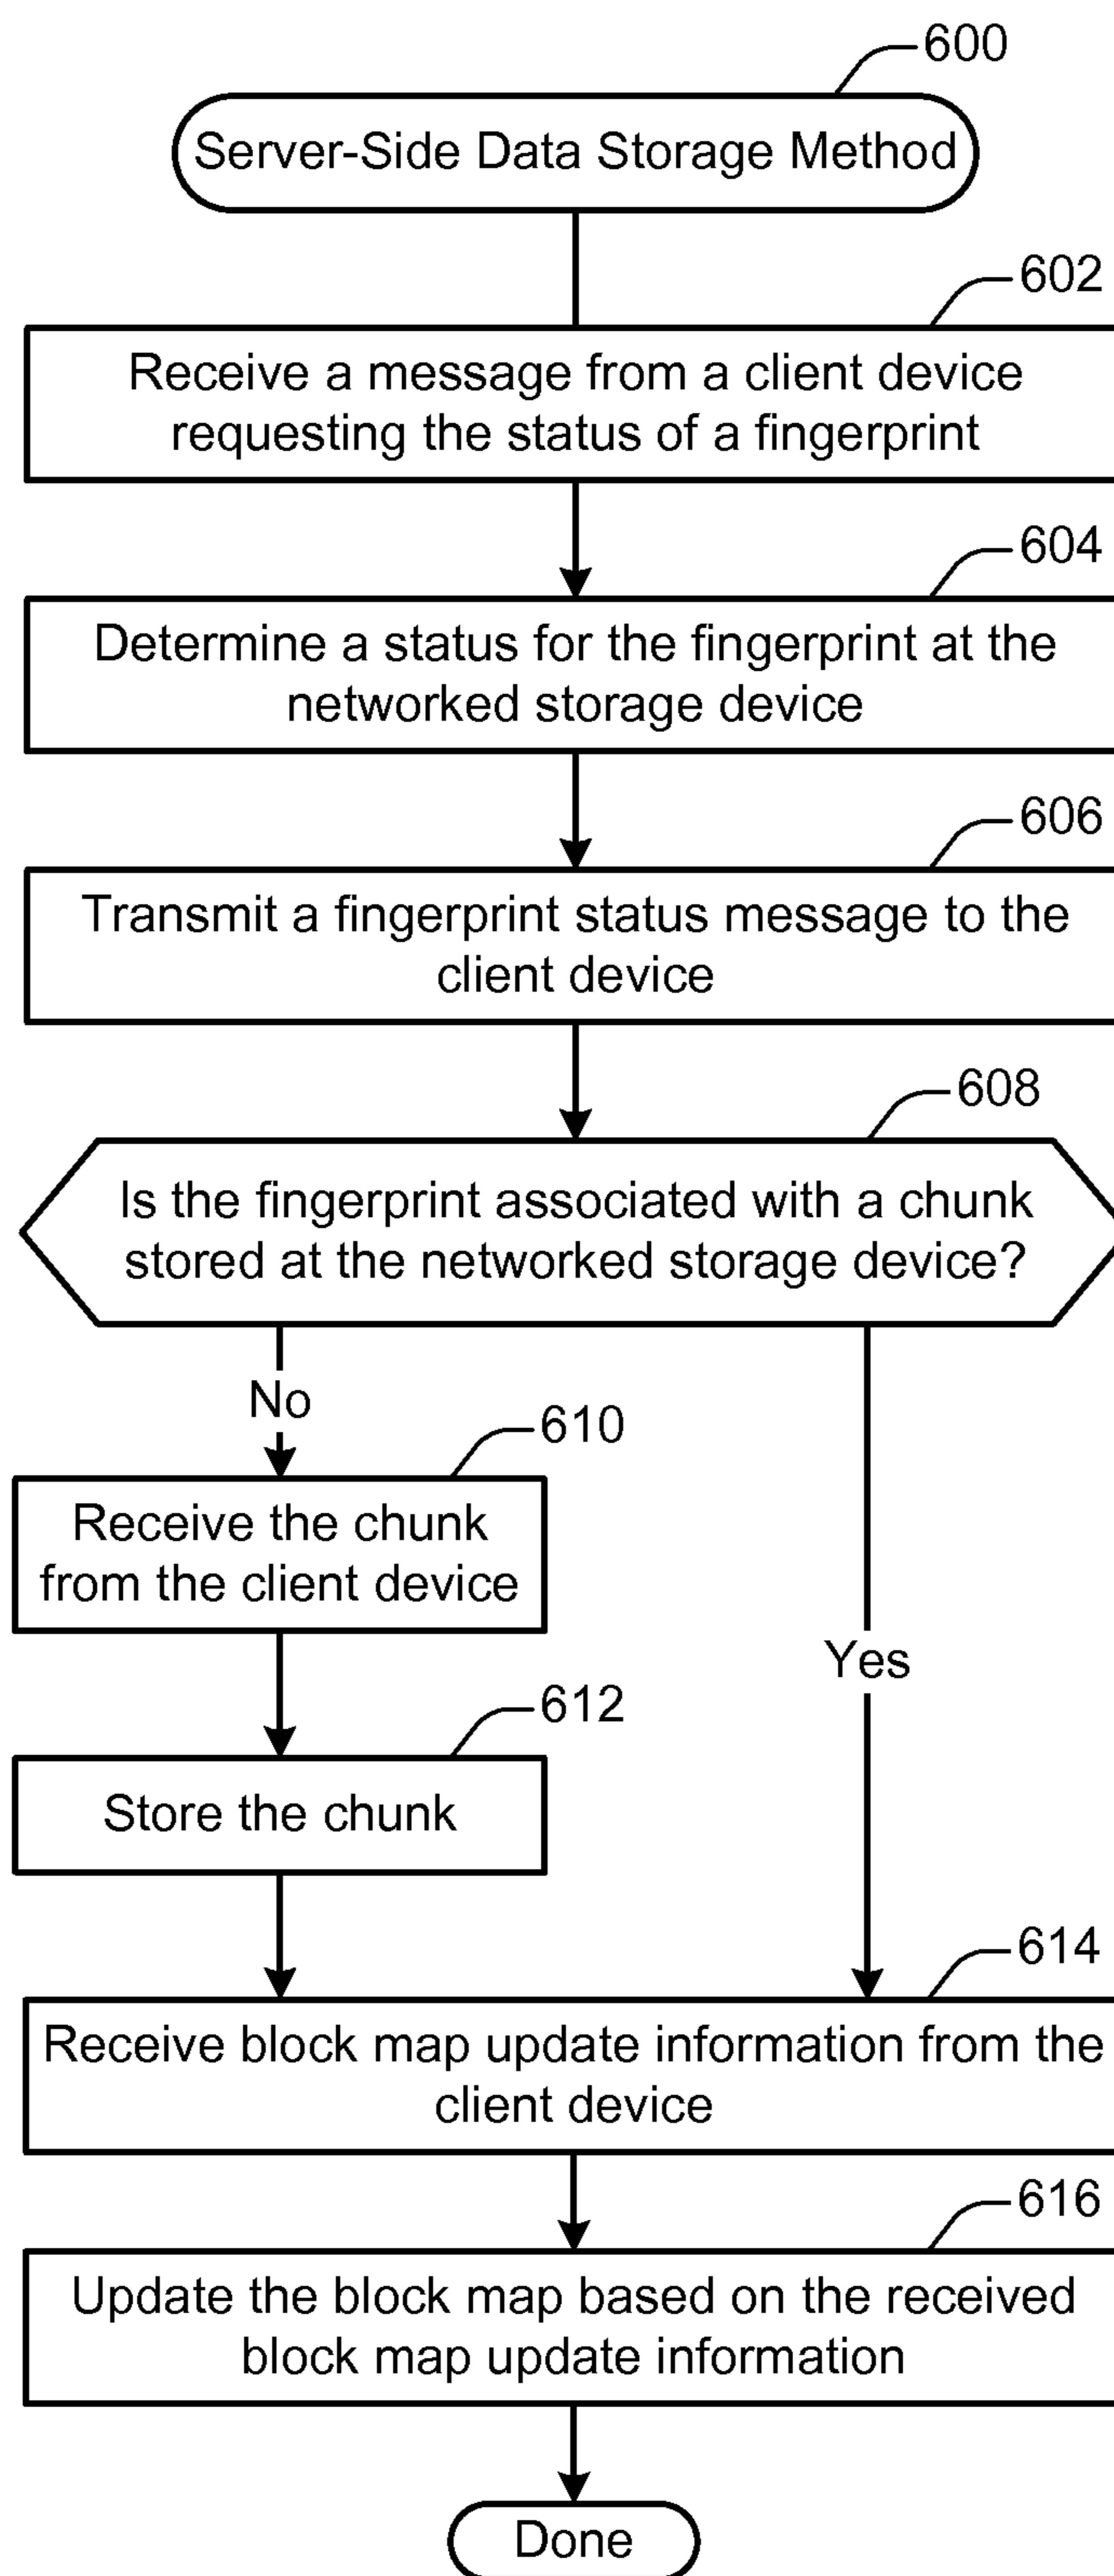 600
Server-Side Data Storage Method
602
Receive a message from a client device
requesting the status of a fingerprint
604
Determine a status for the fingerprint at the
networked storage device
606
Transmit a fingerprint status message to the
client device
608
Is the fingerprint associated with a chunk
stored at the networked storage device?
No
610
Receive the chunk
from the client device
Yes
612
Store the chunk
614
Receive block map update information from the
client device
616
Update the block map based on the received
block map update information
Done